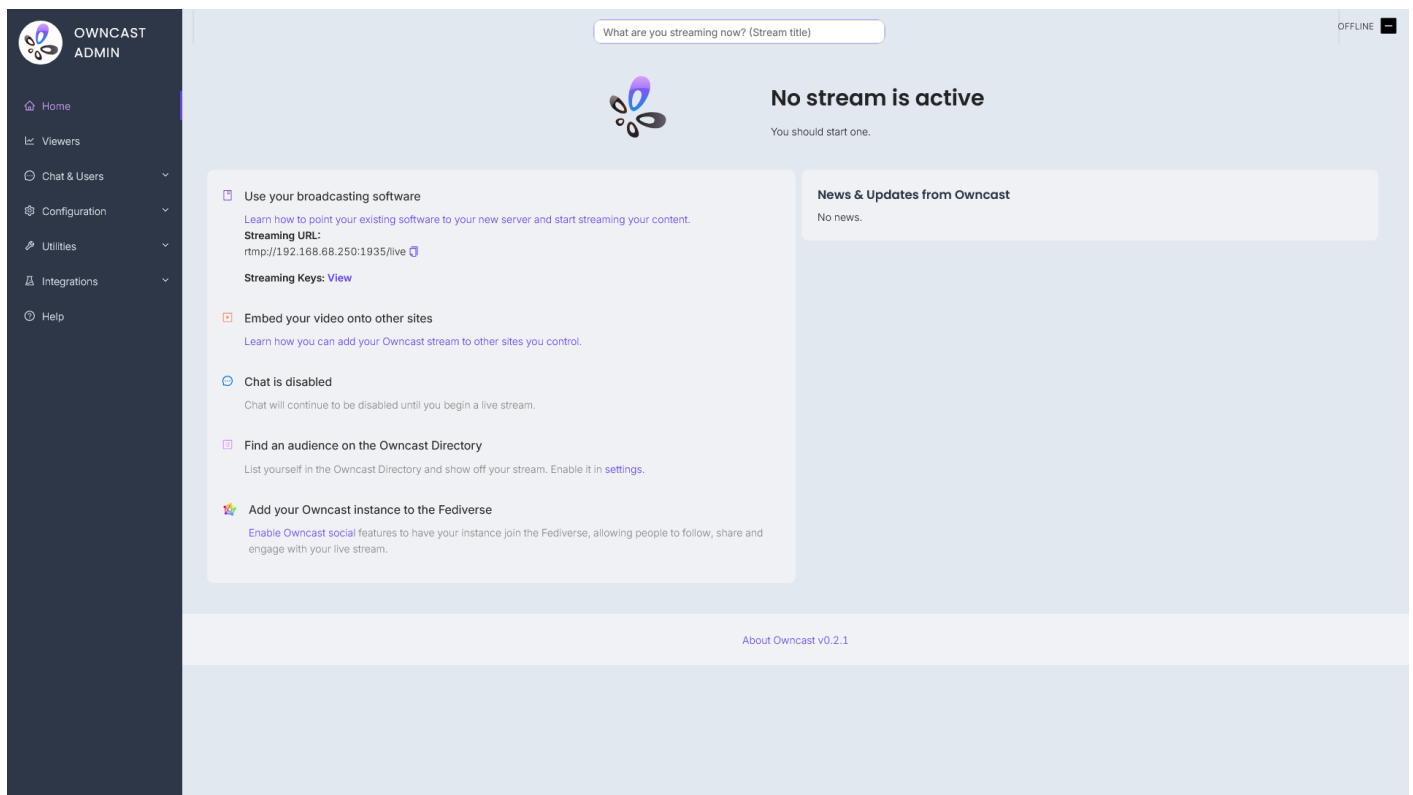 OWNCAST
ADMIN
Home
Viewers
Chat & Users
Configuration
Utilities
Integrations
Help
What are you streaming now? (Stream title)
OFFLINE
No stream is active
You should start one.
Use your broadcasting software
Learn how to point your existing software to your new server and start streaming your content.
Streaming URL:
rtmp://192.168.68.250:1935/live
Streaming Keys: View
Embed your video onto other sites
Learn how you can add your Owncast stream to other sites you control.
Chat is disabled
Chat will continue to be disabled until you begin a live stream.
Find an audience on the Owncast Directory
List yourself in the Owncast Directory and show off your stream. Enable it in settings.
Add your Owncast instance to the Fediverse
Enable Owncast social features to have your instance join the Fediverse, allowing people to follow, share and
engage with your live stream.
News & Updates from Owncast
No news.
About Owncast v0.2.1